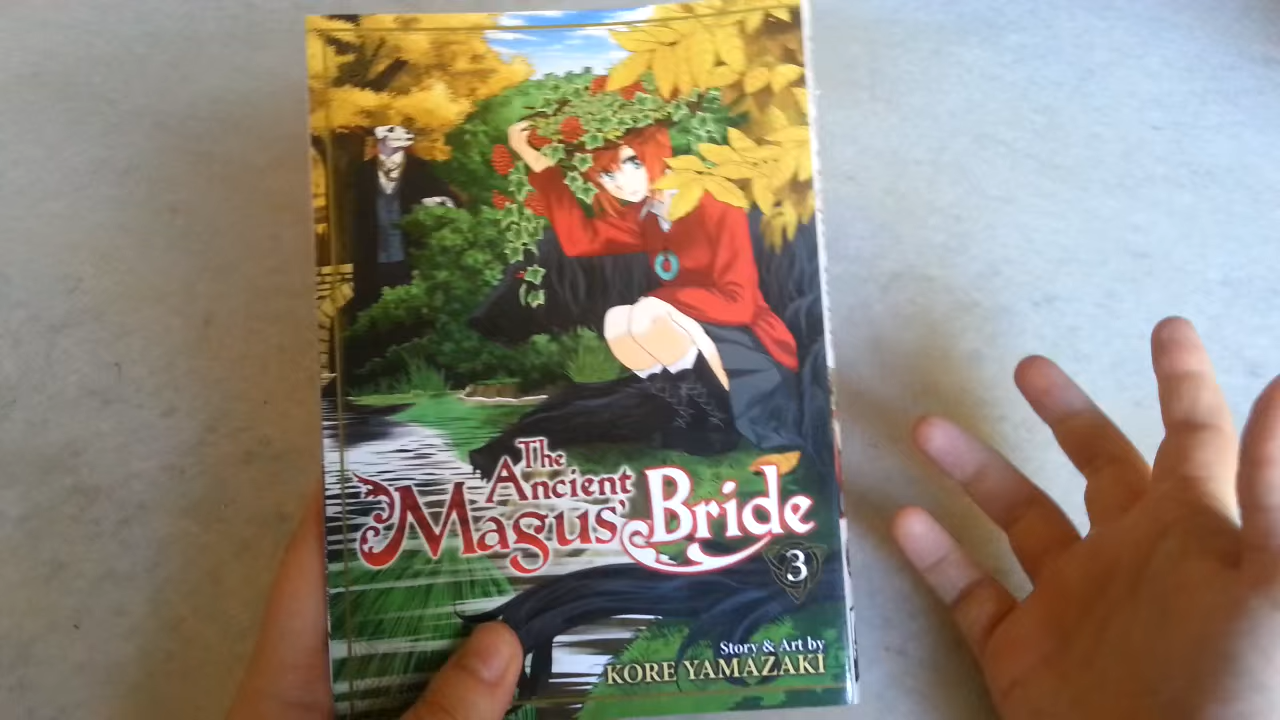 The
Ancient
Magus' Bride
3
Story & Art by
KORE YAMAZAKI